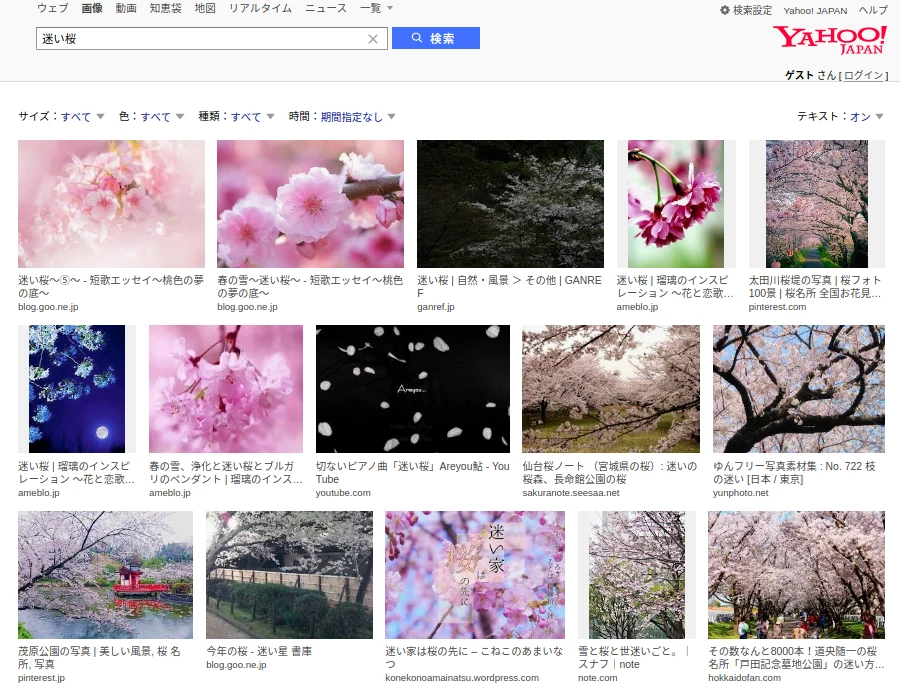 ウェブ 画像 動画 知恵袋 地図 リアルタイム ニュース 一覧
検索設定 Yahoo! JAPAN ヘルプ
迷い桜
検索
YAHOO!
JAPAN
ゲスト さん [ ログイン ]
サイズ：すべて 色：すべて 種類：すべて 時間：期間指定なし
テキスト：オン
迷い桜〜⑤〜 - 短歌エッセイ〜桃色の夢
の底〜
blog.goo.ne.jp
春の雪〜迷い桜〜 - 短歌エッセイ〜桃色
の夢の底〜
blog.goo.ne.jp
迷い桜 | 自然・風景 ＞ その他 | GANRE
F
ganref.jp
迷い桜 | 瑠璃のインスピ
レーション 〜花と恋歌…
ameblo.jp
太田川桜堤の写真 | 桜フォト
100景 | 桜名所 全国お花見…
pinterest.com
Areyou...
迷い桜 | 瑠璃のインスピ
レーション 〜花と恋歌…
ameblo.jp
春の雪、浄化と迷い桜とブルガ
リのペンダント | 瑠璃のインス…
ameblo.jp
切ないピアノ曲「迷い桜」Areyou鮎 - You
Tube
youtube.com
仙台桜ノート （宮城県の桜）: 迷いの
桜森、長命館公園の桜
sakuranote.seesaa.net
ゆんフリー写真素材集 : No. 722 枝
の迷い [日本 / 東京]
yunphoto.net
迷い家
は
桜
の先に
茂原公園の写真 | 美しい風景, 桜 名
所, 写真
pinterest.jp
今年の桜 - 迷い星 書庫
blog.goo.ne.jp
迷い家は桜の先に – こねこのあまいな
つ
konekonoamainatsu.wordpress.com
雪と桜と世迷いごと。｜
スナフ｜note
note.com
その数なんと8000本！道央随一の桜
名所「戸田記念墓地公園」の迷い方…
hokkaidofan.com